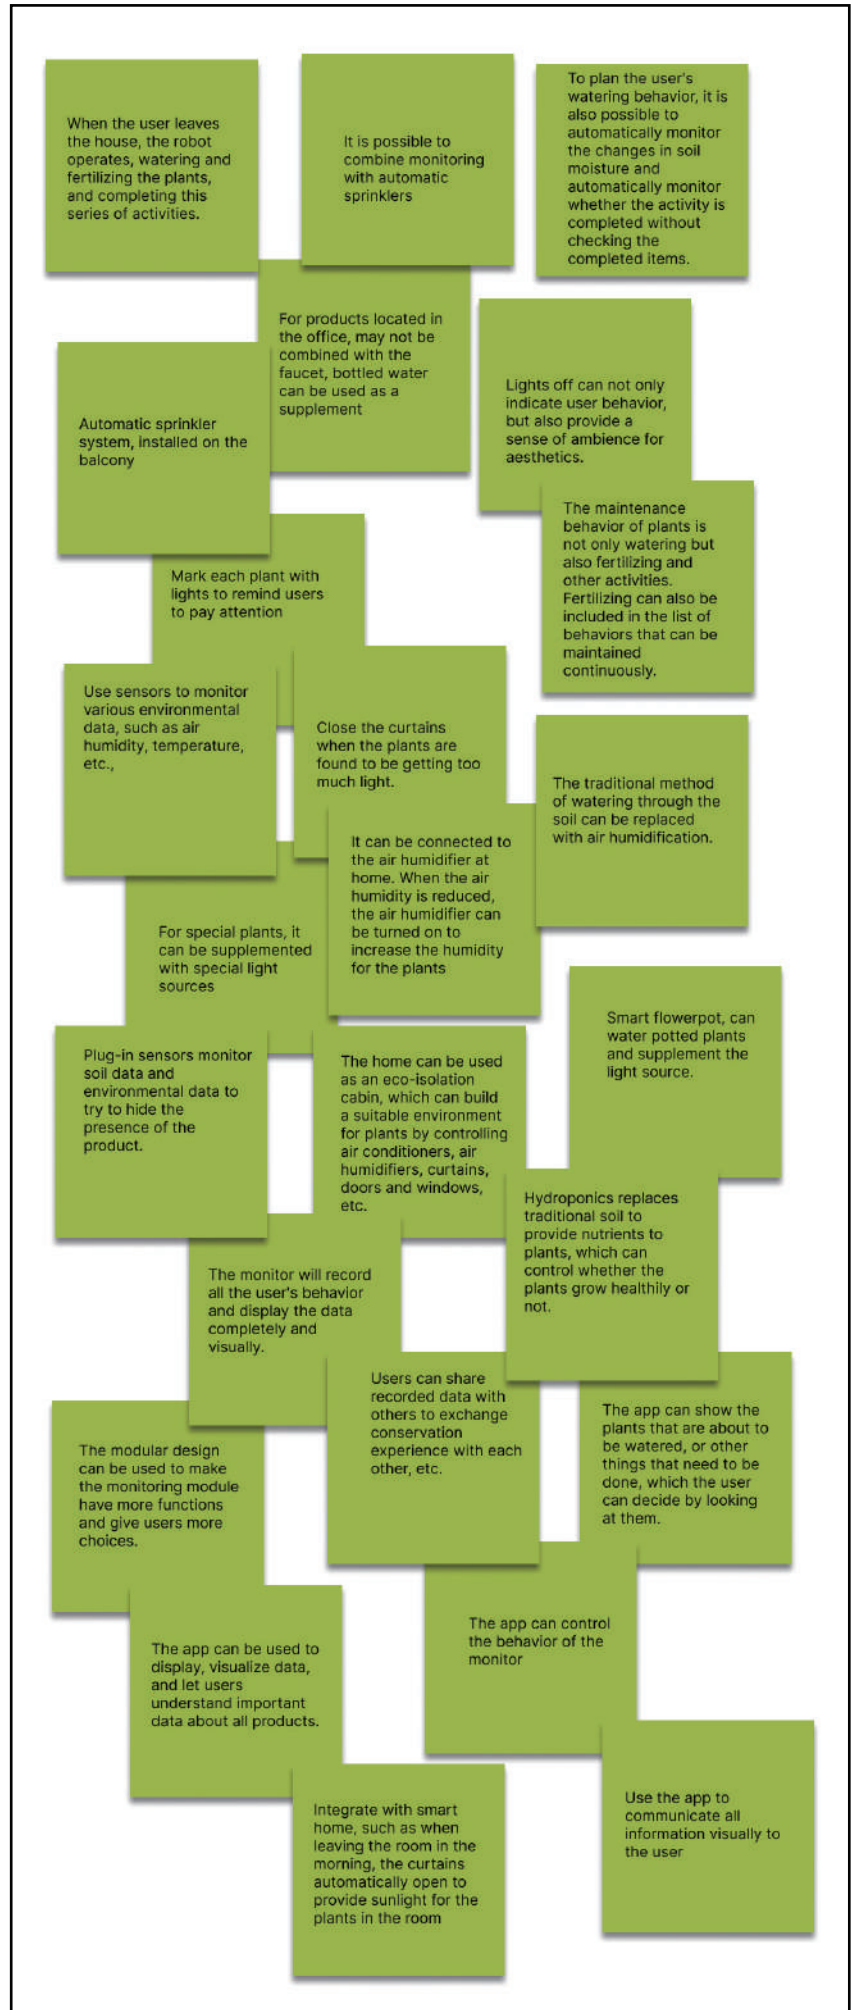 When the user leaves
the house, the robot
operates, watering and
fertilizing the plants,
and completing this
series of activities.
It is possible to
combine monitoring
with automatic
sprinklers
To plan the user's
watering behavior, it is
also possible to
automatically monitor
the changes in soil
moisture and
automatically monitor
whether the activity is
completed without
checking the
completed items.
For products located in
the office, may not be
combined with the
faucet, bottled water
can be used as a
supplement
Lights off can not only
indicate user behavior,
but also provide a
sense of ambience for
aesthetics.
Automatic sprinkler
system, installed on the
balcony
The maintenance
behavior of plants is
not only watering but
also fertilizing and
other activities.
Fertilizing can also be
included in the list of
behaviors that can be
maintained
continuously.
Mark each plant with
lights to remind users
to pay attention
Use sensors to monitor
various environmental
data, such as air
humidity, temperature,
etc.,
Close the curtains
when the plants are
found to be getting too
much light.
The traditional method
of watering through the
soil can be replaced
with air humidification.
It can be connected to
the air humidifier at
home. When the air
humidity is reduced,
the air humidifier can
be turned on to
increase the humidity
for the plants
For special plants, it
can be supplemented
with special light
sources
Smart flowerpot, can
water potted plants
and supplement the
light source.
Plug-in sensors monitor
soil data and
environmental data to
try to hide the
presence of the
product.
The home can be used
as an eco-isolation
cabin, which can build
a suitable environment
for plants by controlling
air conditioners, air
humidifiers, curtains,
doors and windows,
etc.
Hydroponics replaces
traditional soil to
provide nutrients to
plants, which can
control whether the
plants grow healthily or
not.
The monitor will record
all the user's behavior
and display the data
completely and
visually.
Users can share
recorded data with
others to exchange
conservation
experience with each
other, etc.
The app can show the
plants that are about to
be watered, or other
things that need to be
done, which the user
can decide by looking
at them.
The modular design
can be used to make
the monitoring module
have more functions
and give users more
choices.
The app can control
the behavior of the
monitor
The app can be used to
display, visualize data,
and let users
understand important
data about all products.
Integrate with smart
home, such as when
leaving the room in the
morning, the curtains
automatically open to
provide sunlight for the
plants in the room
Use the app to
communicate all
information visually to
the user